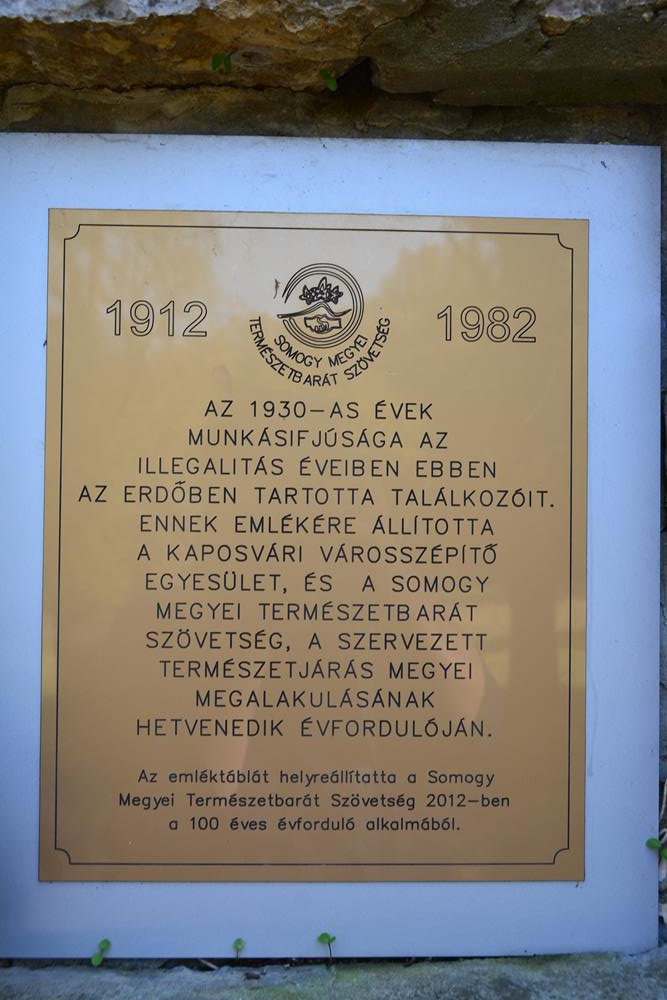 1912
1982
SOMOGY MEGYEI
TERMÉSZETBARÁT SZÖVETSÉG
AZ 1930-AS ÉVEK
MUNKÁSIFJÚSÁGA AZ
ILLEGALITÁS ÉVEIBEN EBBEN
AZ ERDŐBEN TARTOTTA TALÁLKOZÓIT.
ENNEK EMLÉKÉRE ÁLLÍTOTTA
A KAPOSVÁRI VÁROSSZÉPÍTŐ
EGYESÜLET, ÉS A SOMOGY
MEGYEI TERMÉSZETBARÁT
SZÖVETSÉG, A SZERVEZETT
TERMÉSZETJÁRÁS MEGYEI
MEGALAKULÁSÁNAK
HETVENEDIK ÉVFORDULÓJÁN.
Az emléktáblát helyreállítatta a Somogy
Megyei Természetbarát Szövetség 2012-ben
a 100 éves évforduló alkalmából.